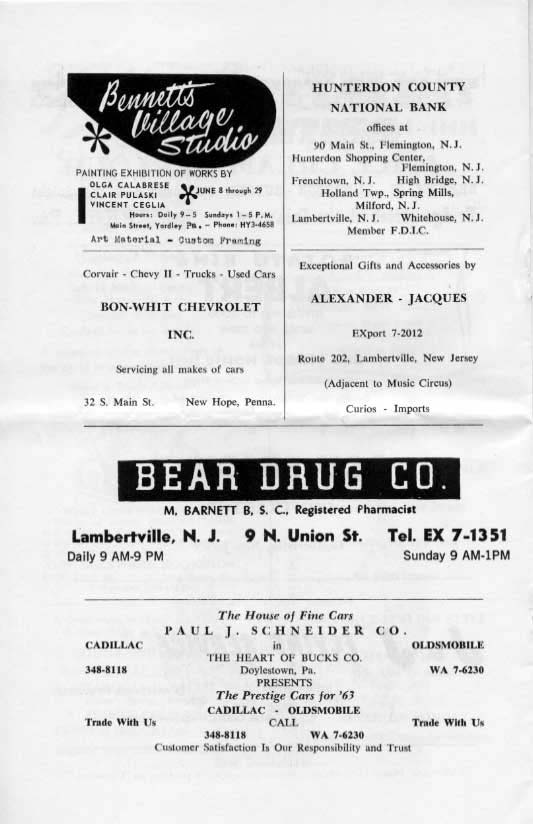 Bennetts
Village
Studio
PAINTING EXHIBITION OF WORKS BY
OLGA CALABRESE
CLAIR PULASKI
VINCENT CEGLIA
JUNE 8 through 29
Hours: Daily 9-5 Sundays 1-5 P.M.
Main Street, Yardley Pa. - Phone: HY3-4658
Art Material - Custom Framing
Corvair - Chevy II - Trucks - Used Cars
BON-WHIT CHEVROLET
INC.
Servicing all makes of cars
32 S. Main St. New Hope, Penna.
HUNTERDON COUNTY
NATIONAL BANK
offices at
90 Main St., Flemington, N. J.
Hunterdon Shopping Center,
Flemington, N. J.
Frenchtown, N. J. High Bridge, N. J.
Holland Twp., Spring Mills,
Milford, N. J.
Lambertville, N. J. Whitehouse, N. J.
Member F.D.I.C.
Exceptional Gifts and Accessories by
ALEXANDER - JACQUES
EXport 7-2012
Route 202, Lambertville, New Jersey
(Adjacent to Music Circus)
Curios - Imports
BEAR DRUG CO.
M. BARNETT B. S. C., Registered Pharmacist
Lambertville, N. J. 9 N. Union St. Tel. EX 7-1351
Daily 9 AM-9 PM Sunday 9 AM-1PM
The House of Fine Cars
PAUL J. SCHNEIDER CO.
CADILLAC in OLDSMOBILE
THE HEART OF BUCKS CO.
348-8118 Doylestown, Pa. WA 7-6230
PRESENTS
The Prestige Cars for '63
CADILLAC - OLDSMOBILE
Trade With Us CALL Trade With Us
348-8118 WA 7-6230
Customer Satisfaction Is Our Responsibility and Trust